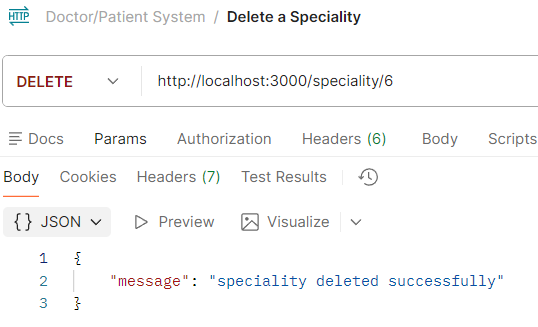 HTTP Doctor/Patient System / Delete a Speciality
DELETE http://localhost:3000/speciality/6
Docs Params Authorization Headers (6) Body Scripts
Body Cookies Headers (7) Test Results
{ } JSON Preview Visualize
1 {
2 "message": "speciality deleted successfully"
3 }